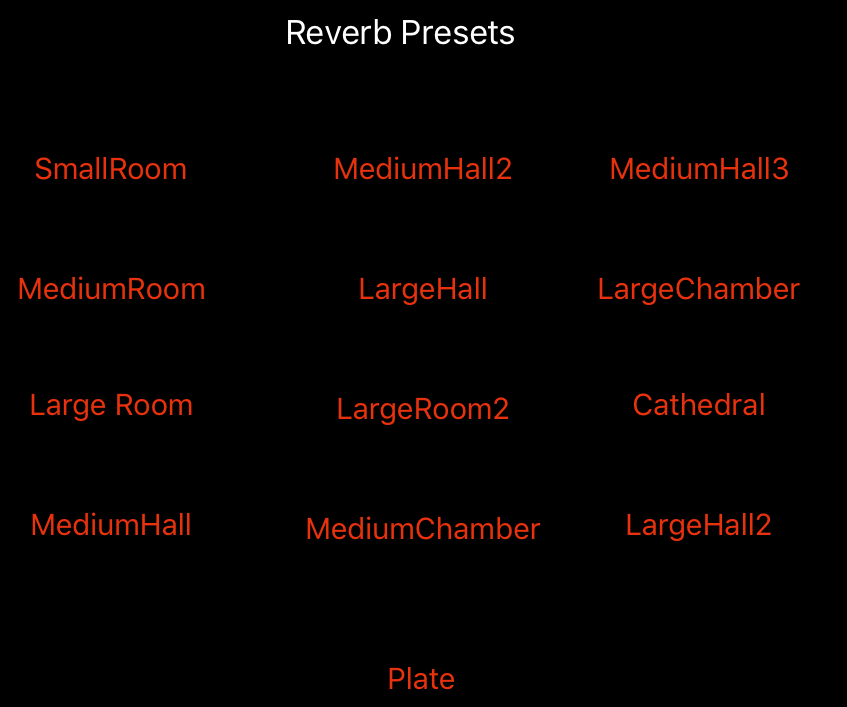 Reverb Presets
SmallRoom
MediumHall2
MediumHall3
MediumRoom
LargeHall
LargeChamber
Large Room
LargeRoom2
Cathedral
MediumHall
MediumChamber
LargeHall2
Plate